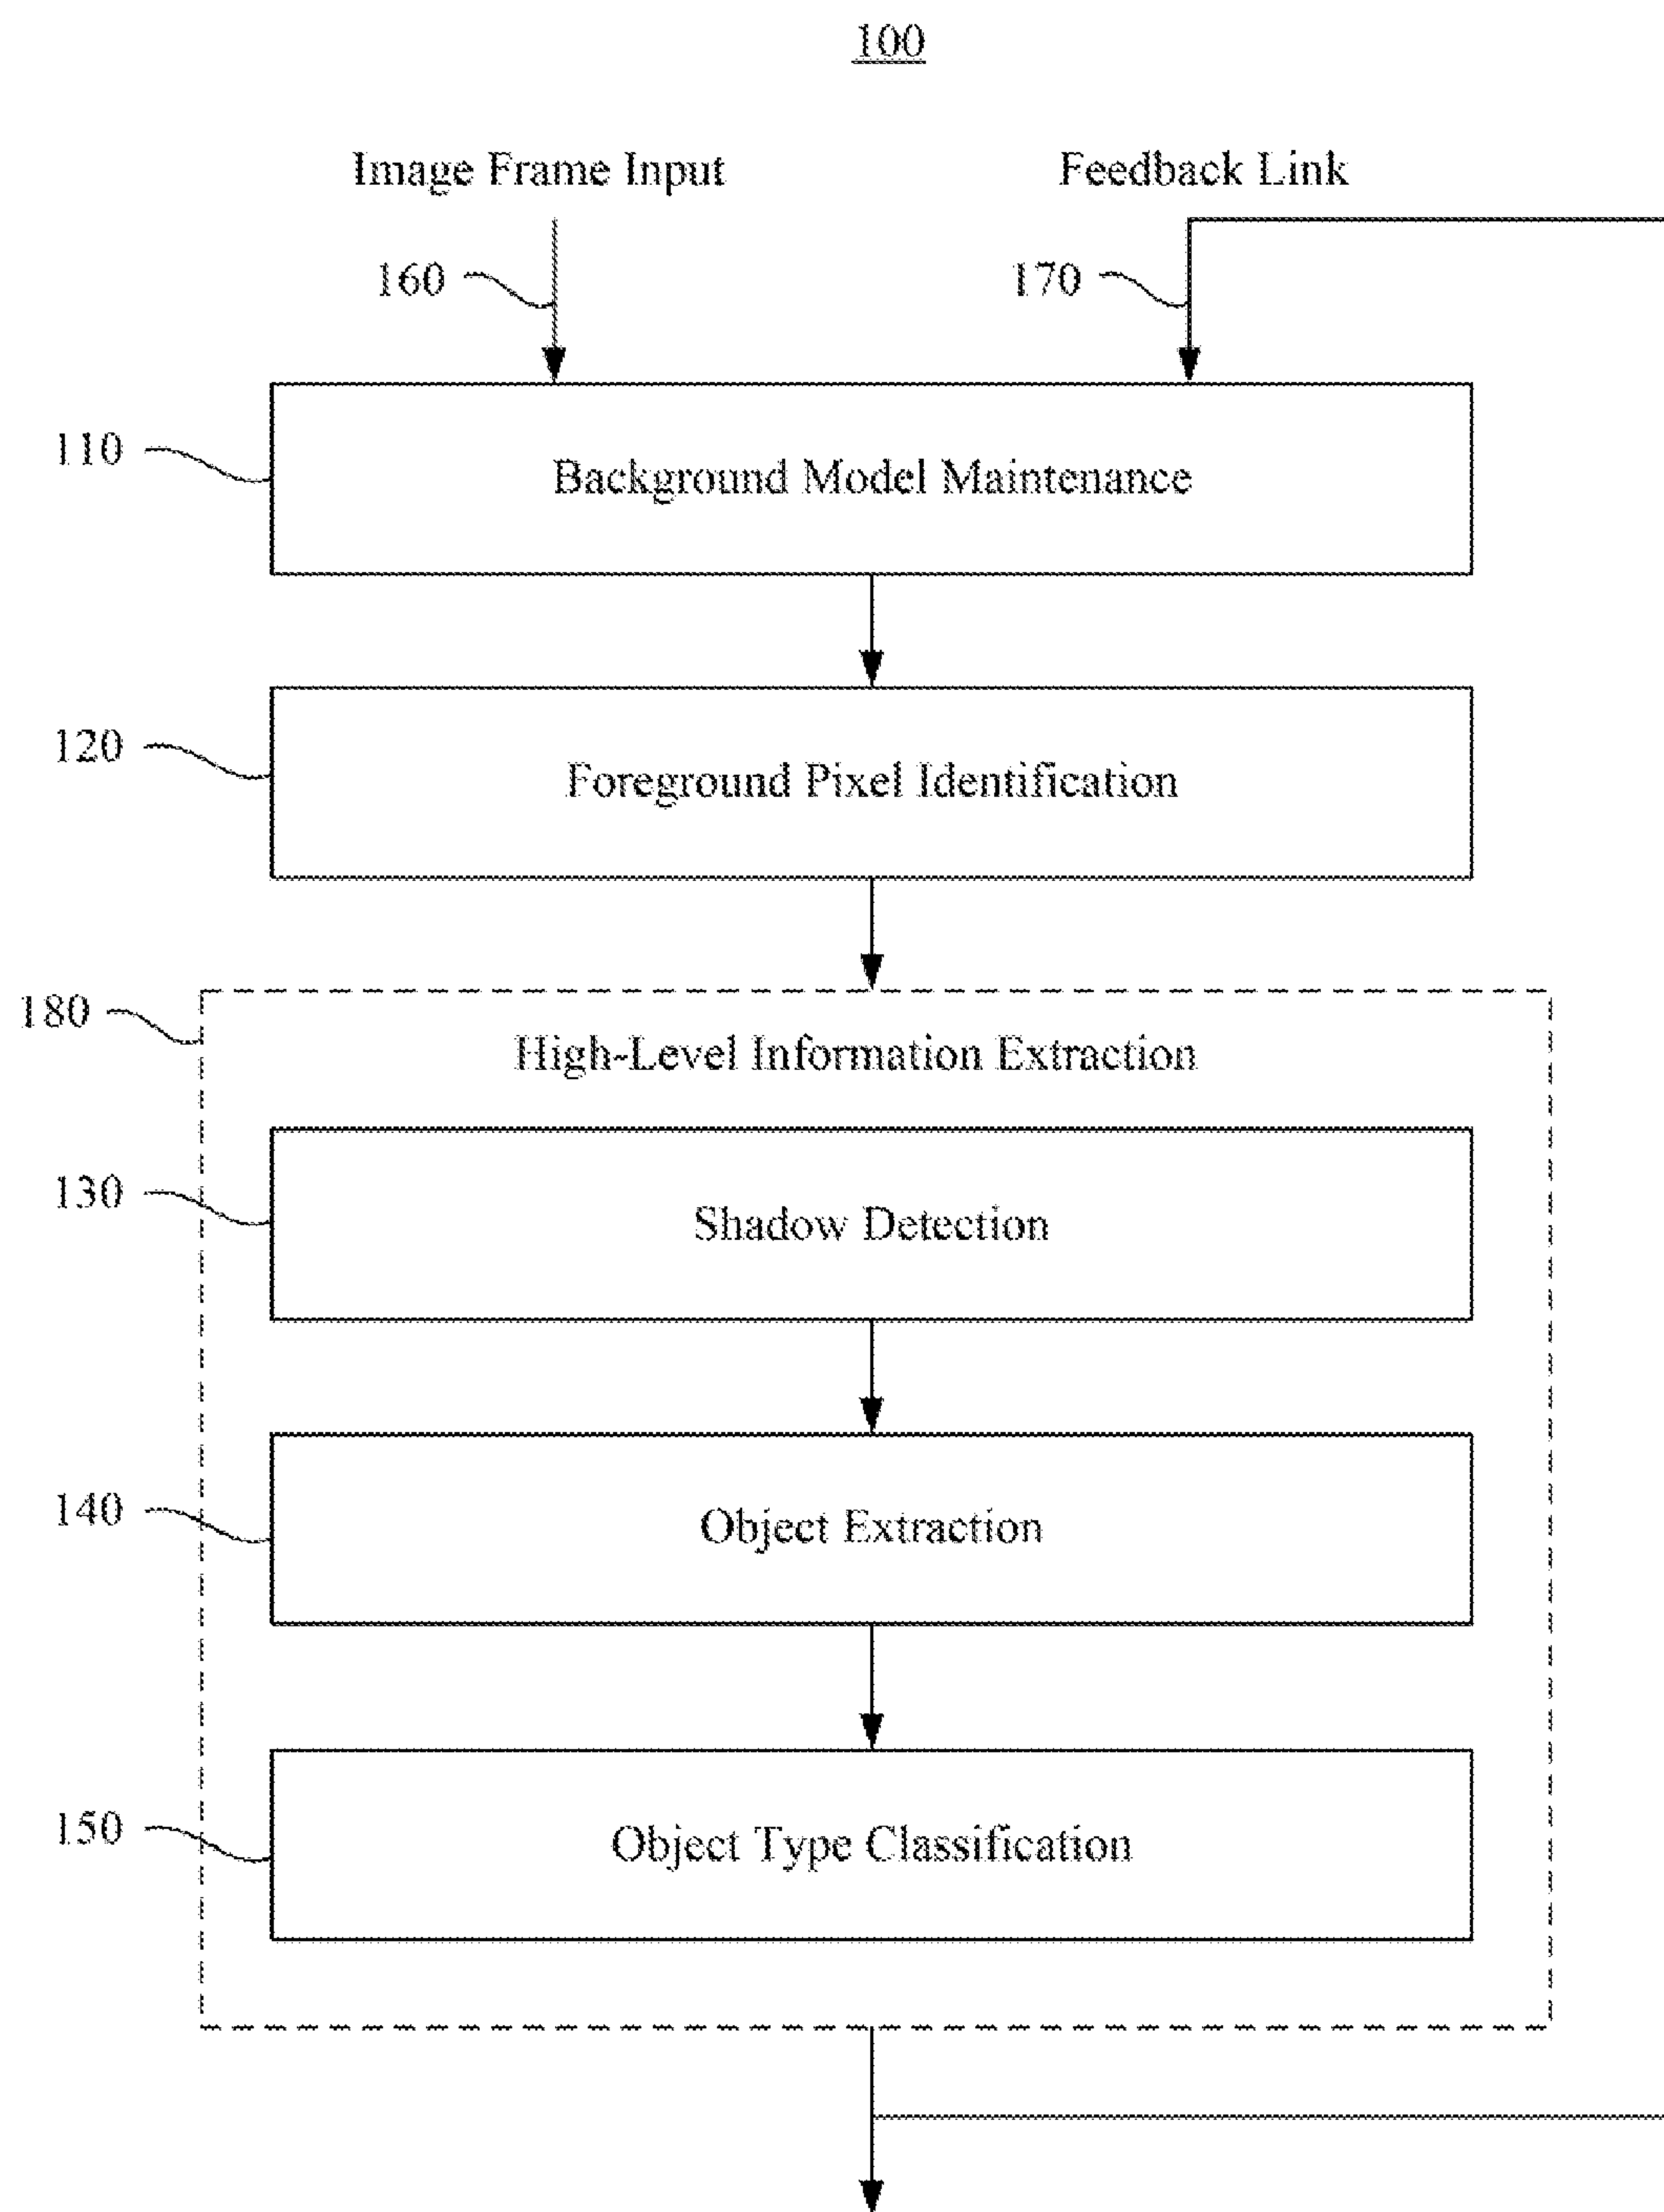 100
Image Frame Input
Feedback Link
160
170
110
Background Model Maintenance
120
Foreground Pixel Identification
180
High-Level Information Extraction
130
Shadow Detection
140
Object Extraction
150
Object Type Classification